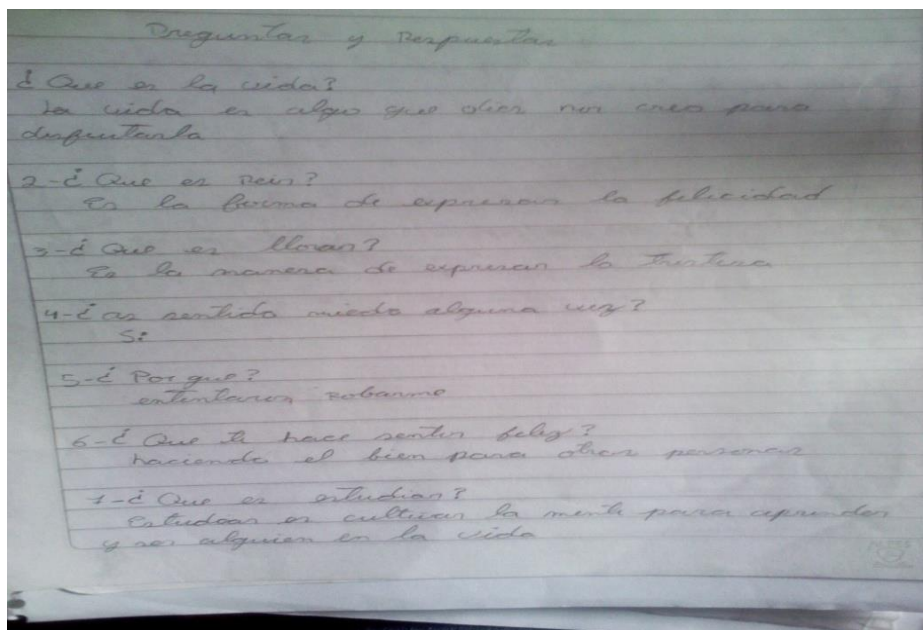 Preguntas y Respuestas
¿ Que es la vida?
La vida es algo que dios nos creo para
disfrutarla
2-¿ Que es Reir?
Es la forma de expresar la felicidad
3-¿ Que es llorar?
Es la manera de expresar la tristeza
4-¿ as sentido miedo alguna vez?
Si
5-¿ Por que?
ententaron Robarme
6-¿ Que te hace sentir feliz?
haciendo el bien para otras personas
7-¿ Que es estudiar?
Estudiar es cultivar la mente para aprender
y ser alguien en la vida